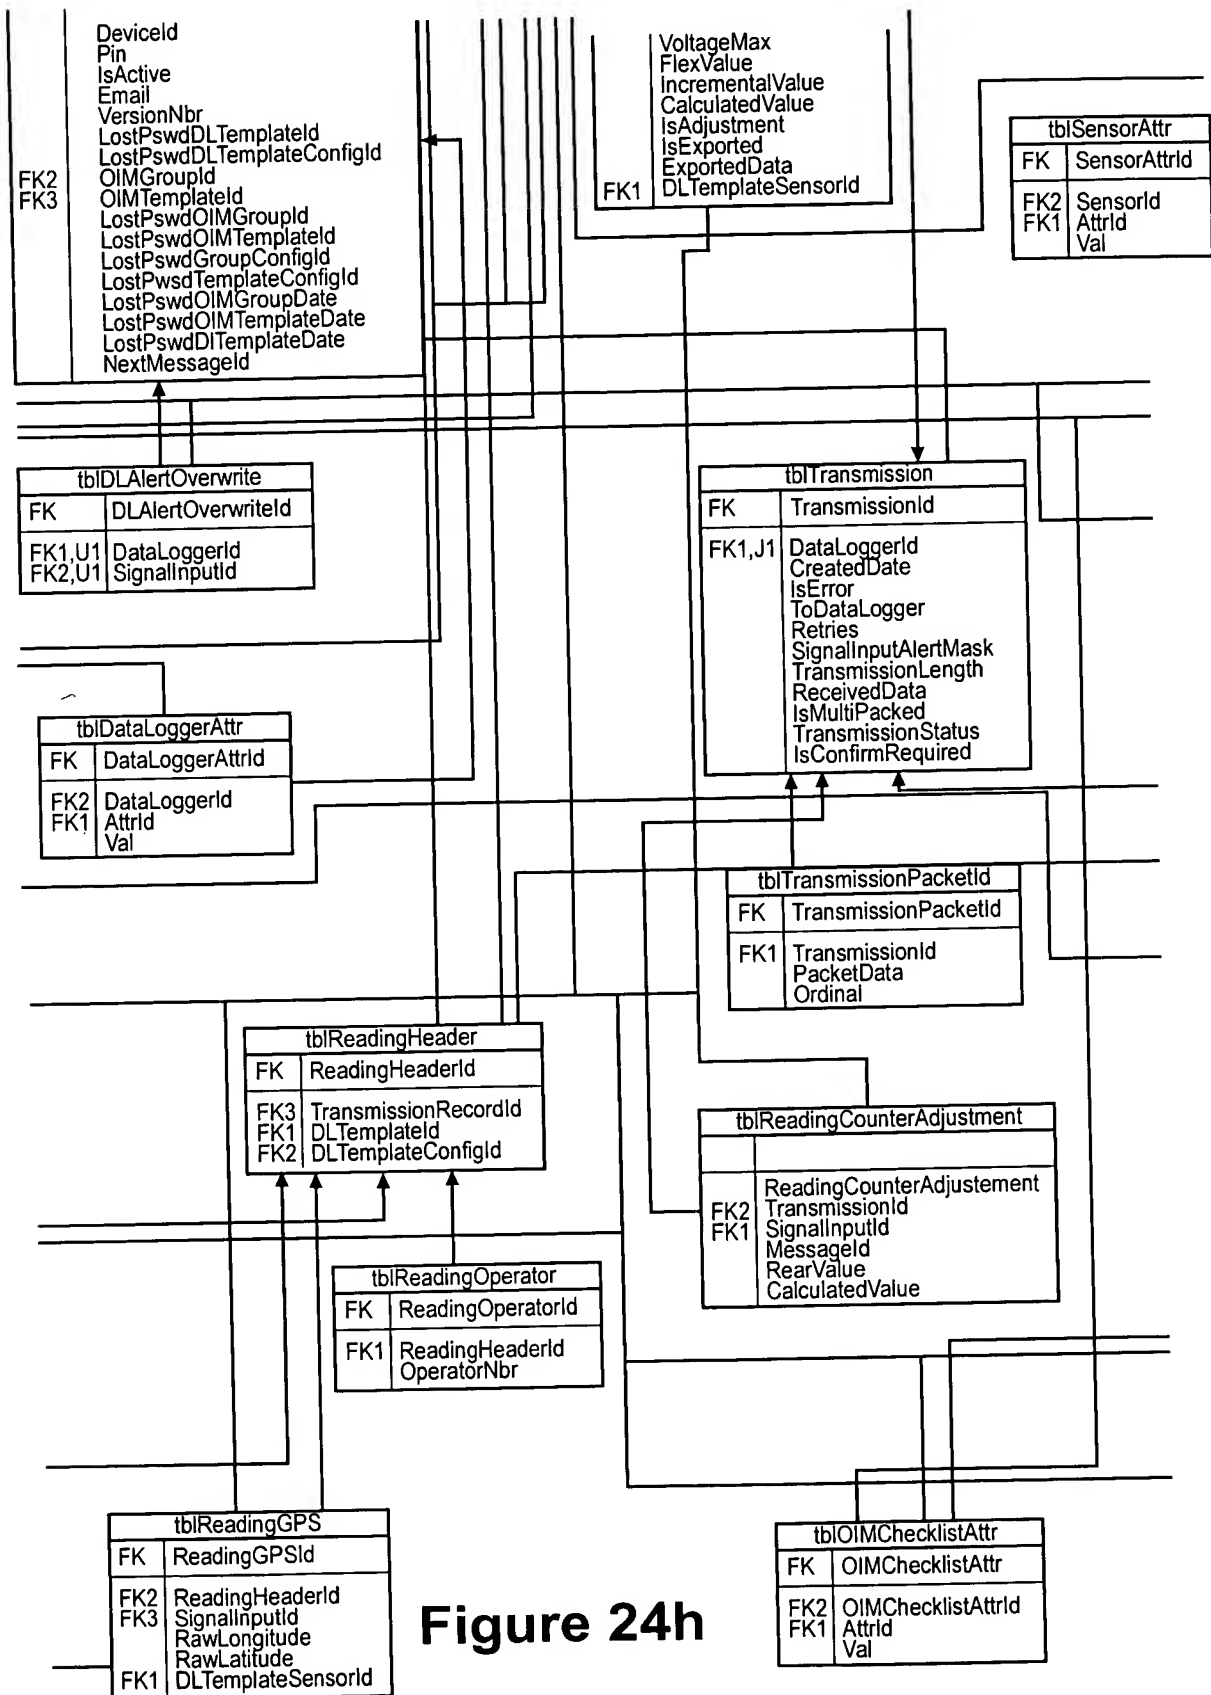 DeviceId
Pin
IsActive
Email
VersionNbr
LostPswdDLTemplateId
LostPswdDLTemplateConfigId
FK2 OIMGroupId
FK3 OIMTemplateId
LostPswdOIMGroupId
LostPswdOIMTemplateId
LostPswdGroupConfigId
LostPwsdTemplateConfigId
LostPswdOIMGroupDate
LostPswdOIMTemplateDate
LostPswdDITemplateDate
NextMessageId
VoltageMax
FlexValue
IncrementalValue
CalculatedValue
IsAdjustment
IsExported
ExportedData
FK1 DLTemplateSensorId
tblSensorAttr
FK SensorAttrId
FK2 SensorId
FK1 AttrId
Val
tblDLAlertOverwrite
FK DLAlertOverwriteId
FK1,U1 DataLoggerId
FK2,U1 SignalInputId
tblTransmission
FK TransmissionId
FK1,J1 DataLoggerId
CreatedDate
IsError
ToDataLogger
Retries
SignalInputAlertMask
TransmissionLength
ReceivedData
IsMultiPacked
TransmissionStatus
IsConfirmRequired
tblDataLoggerAttr
FK DataLoggerAttrId
FK2 DataLoggerId
FK1 AttrId
Val
tblTransmissionPacketId
FK TransmissionPacketId
FK1 TransmissionId
PacketData
Ordinal
tblReadingHeader
FK ReadingHeaderId
FK3 TransmissionRecordId
FK1 DLTemplateId
FK2 DLTemplateConfigId
tblReadingCounterAdjustment
ReadingCounterAdjustement
FK2 TransmissionId
FK1 SignalInputId
MessageId
RearValue
CalculatedValue
tblReadingOperator
FK ReadingOperatorId
FK1 ReadingHeaderId
OperatorNbr
tblReadingGPS
FK ReadingGPSId
FK2 ReadingHeaderId
FK3 SignalInputId
RawLongitude
RawLatitude
FK1 DLTemplateSensorId
tblOIMChecklistAttr
FK OIMChecklistAttr
FK2 OIMChecklistAttrId
FK1 AttrId
Val
Figure 24h